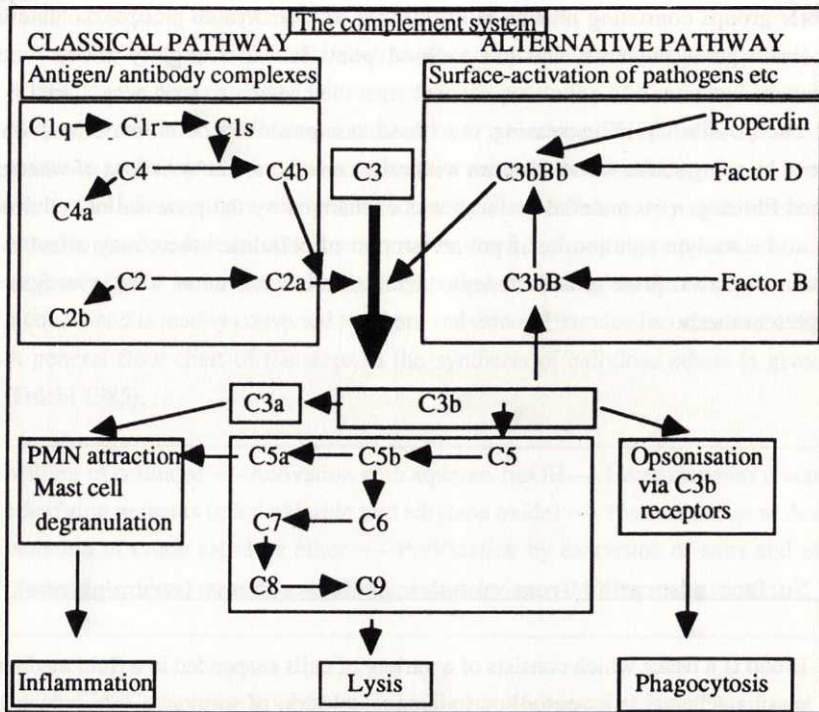 The complement system
CLASSICAL PATHWAY
ALTERNATIVE PATHWAY
Antigen/ antibody complexes
Surface-activation of pathogens etc
C1q C1r C1s
Properdin
C4 C4b
C3
C3bBb
Factor D
C4a
C2 C2a
C3bB
Factor B
C2b
C3a
C3b
PMN attraction
Mast cell
degranulation
C5a C5b C5
C7 C6
C8 C9
Opsonisation
via C3b
receptors
Inflammation
Lysis
Phagocytosis